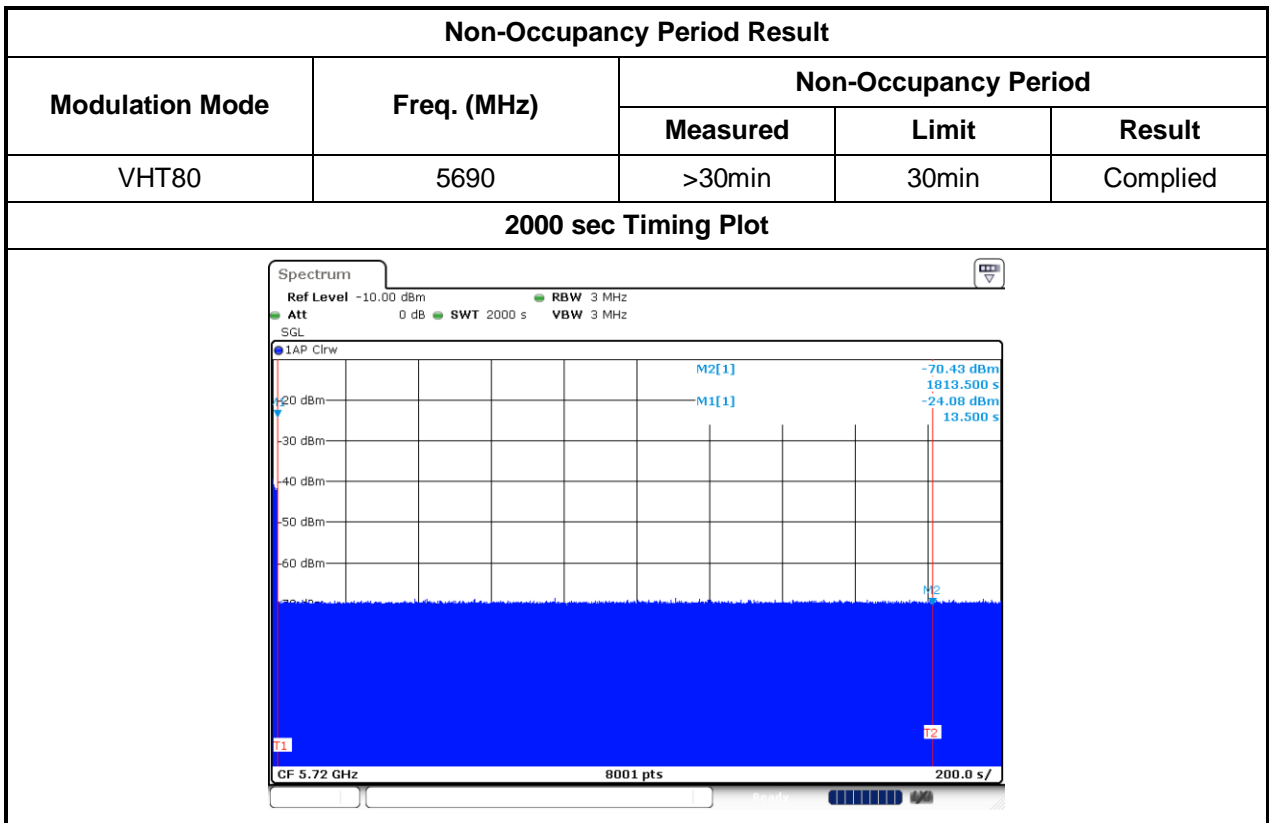 Non-Occupancy Period Result
Modulation Mode Freq. (MHz) Non-Occupancy Period
Measured Limit Result
VHT80 5690 >30min 30min Complied
2000 sec Timing Plot
Spectrum
Ref Level -10.00 dBm RBW 3 MHz
Att 0 dB SWT 2000 s VBW 3 MHz
SGL
1AP Clrw
M2[1] -70.43 dBm
1813.500 s
-20 dBm M1[1] -24.08 dBm
13.500 s
-30 dBm
-40 dBm
-50 dBm
-60 dBm
M2
T2
T1
CF 5.72 GHz 8001 pts 200.0 s/